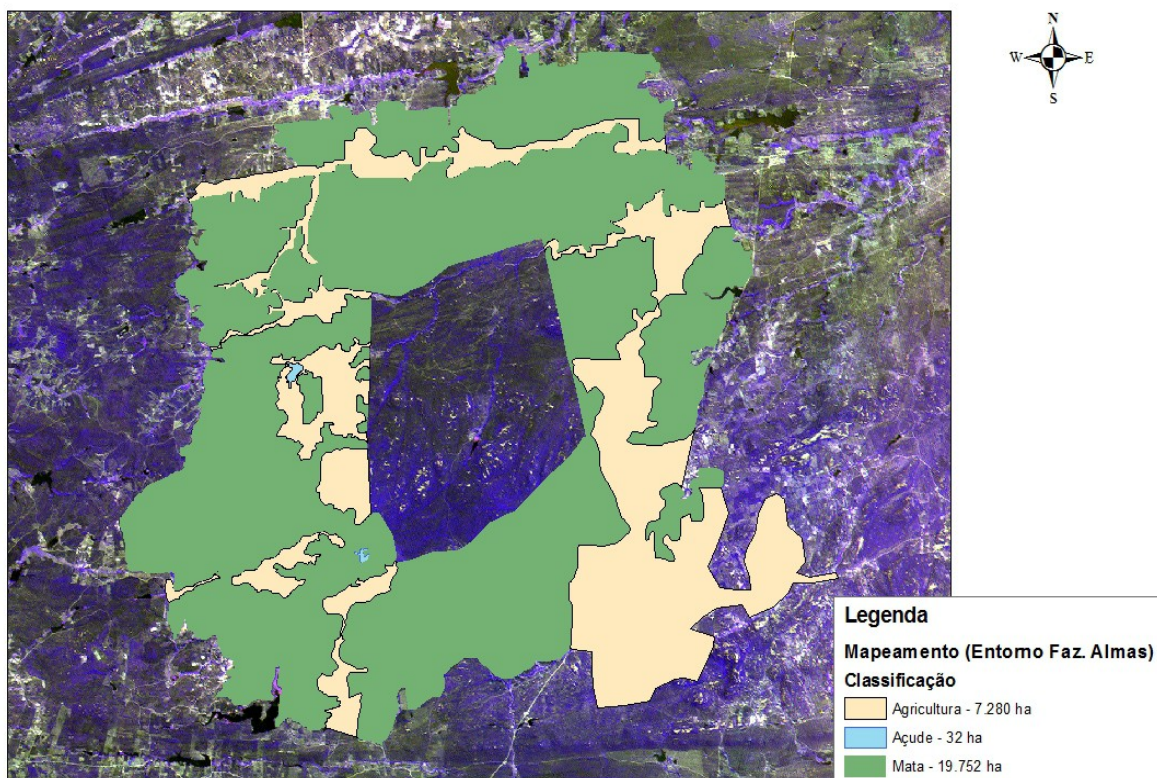 N
W E
S
Legenda
Mapeamento (Entorno Faz. Almas)
Classificação
Agricultura - 7.280 ha
Açude - 32 ha
Mata - 19.752 ha